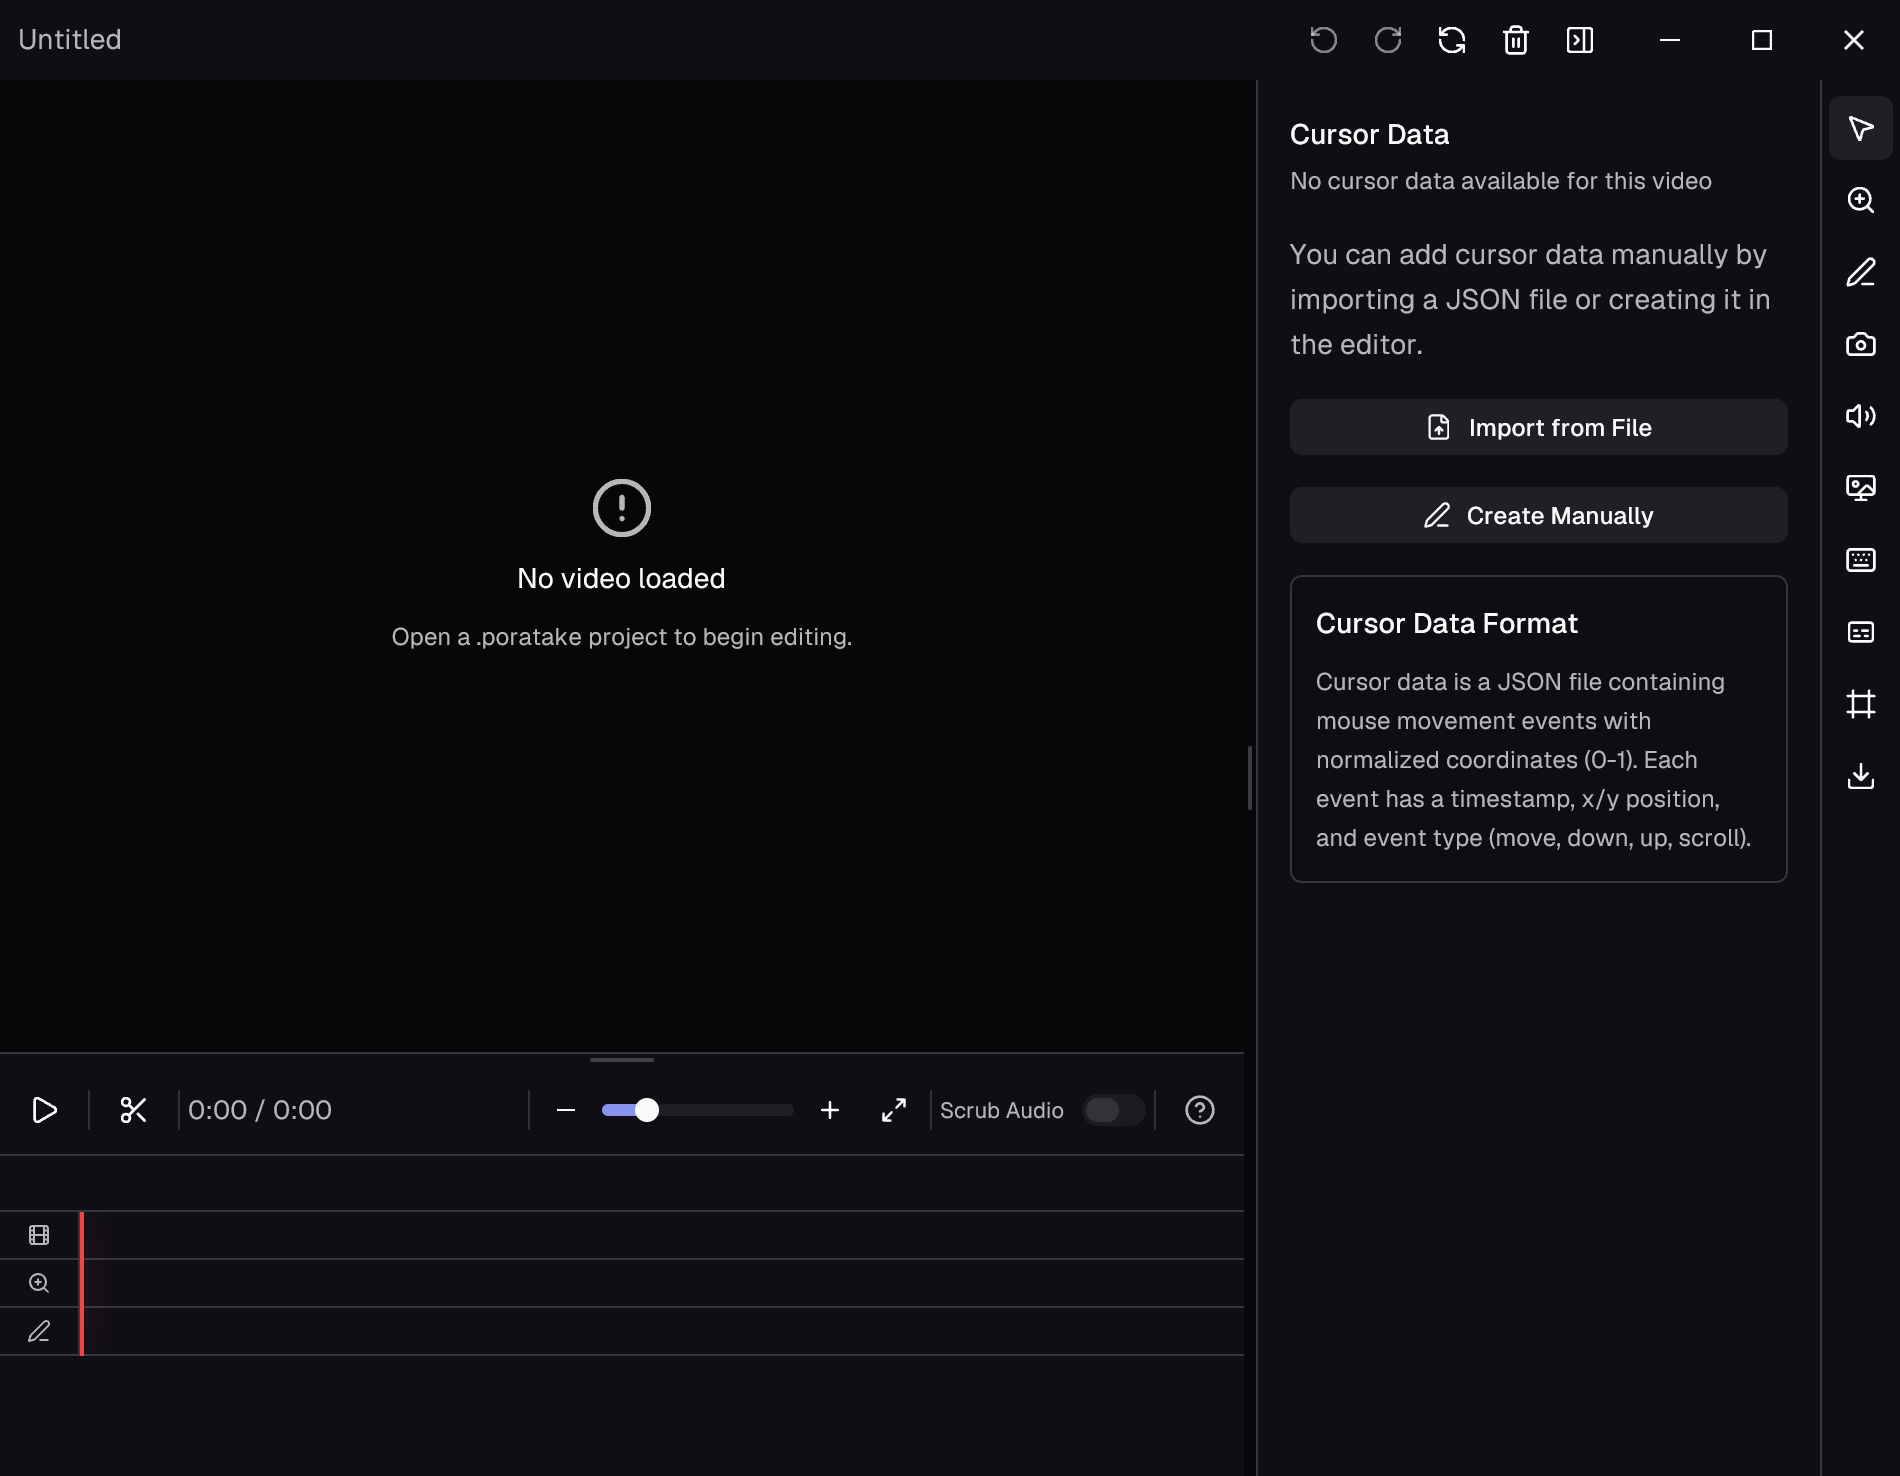 Untitled
Cursor Data
No cursor data available for this video
You can add cursor data manually by
importing a JSON file or creating it in
the editor.
Import from File
Create Manually
Cursor Data Format
Cursor data is a JSON file containing
mouse movement events with
normalized coordinates (0-1). Each
event has a timestamp, x/y position,
and event type (move, down, up, scroll).
No video loaded
Open a .poratake project to begin editing.
0:00 / 0:00
Scrub Audio